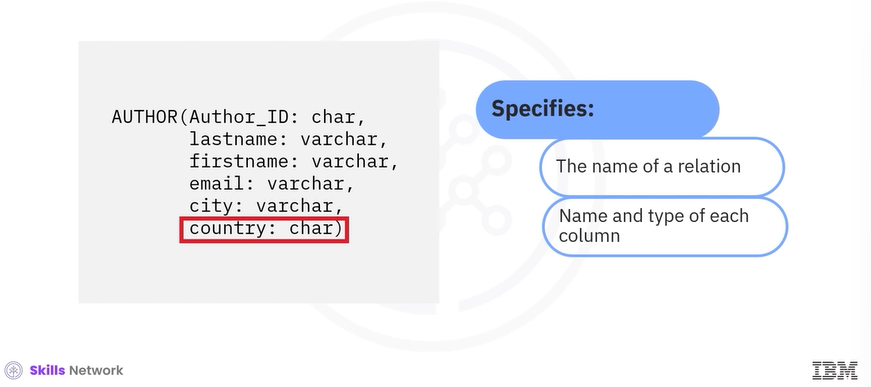 AUTHOR(Author_ID: char,
lastname: varchar,
firstname: varchar,
email: varchar,
city: varchar,
country: char)
Specifies:
The name of a relation
Name and type of each
column
Skills Network
IBM